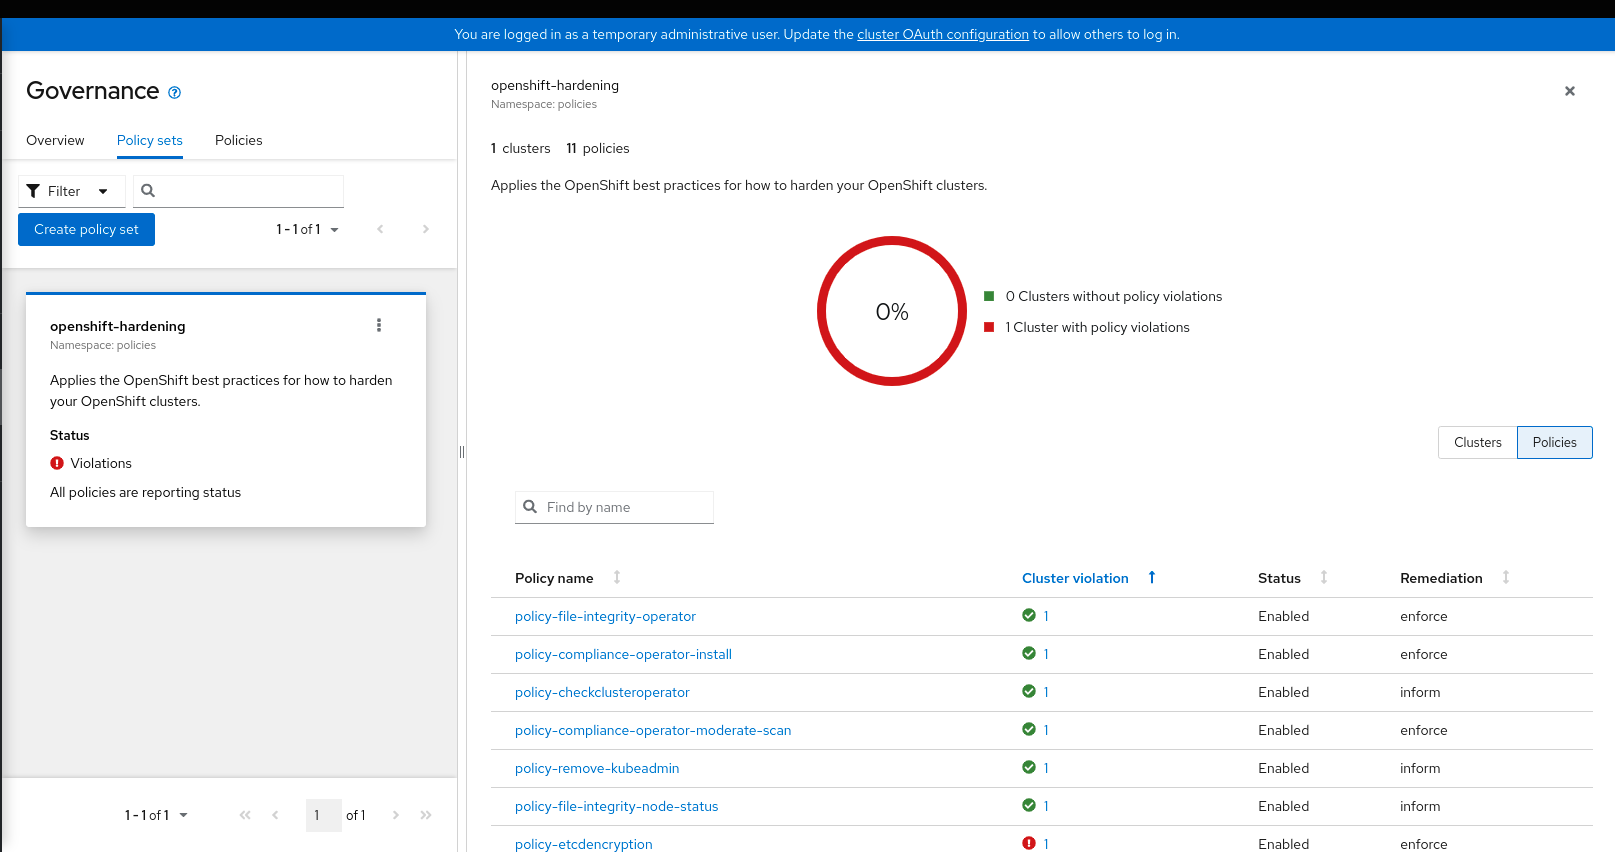 You are logged in as a temporary administrative user. Update the cluster OAuth configuration to allow others to log in.
Governance
Overview Policy sets Policies
Filter
Create policy set
1 - 1 of 1
openshift-hardening
Namespace: policies
Applies the OpenShift best practices for how to harden
your OpenShift clusters.
Status
Violations
All policies are reporting status
1 - 1 of 1 1 of 1
openshift-hardening
Namespace: policies
1 clusters 11 policies
Applies the OpenShift best practices for how to harden your OpenShift clusters.
0%
0 Clusters without policy violations
1 Cluster with policy violations
Clusters Policies
Find by name
Policy name Cluster violation Status Remediation
policy-file-integrity-operator 1 Enabled enforce
policy-compliance-operator-install 1 Enabled enforce
policy-checkclusteroperator 1 Enabled inform
policy-compliance-operator-moderate-scan 1 Enabled enforce
policy-remove-kubeadmin 1 Enabled inform
policy-file-integrity-node-status 1 Enabled inform
policy-etcdencryption 1 Enabled enforce